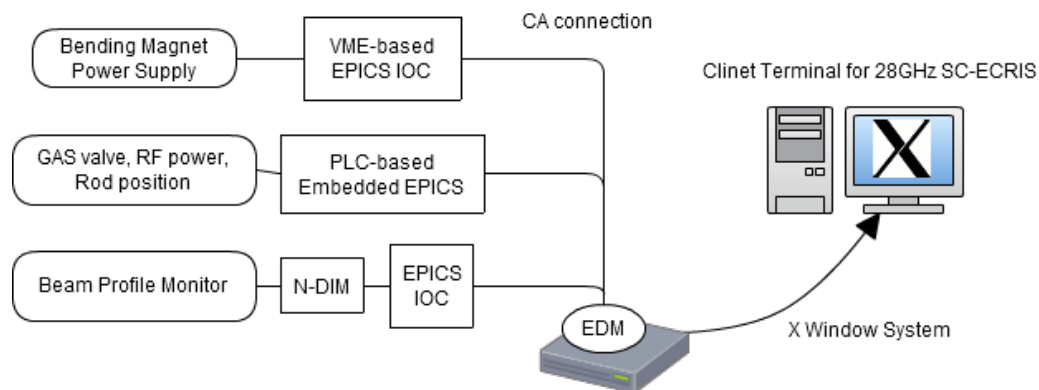 CA connection
Bending Magnet
Power Supply
VME-based
EPICS IOC
Clinet Terminal for 28GHz SC-ECRIS
GAS valve, RF power,
Rod position
PLC-based
Embedded EPICS
Beam Profile Monitor
N-DIM
EPICS
IOC
EDM
X Window System
X